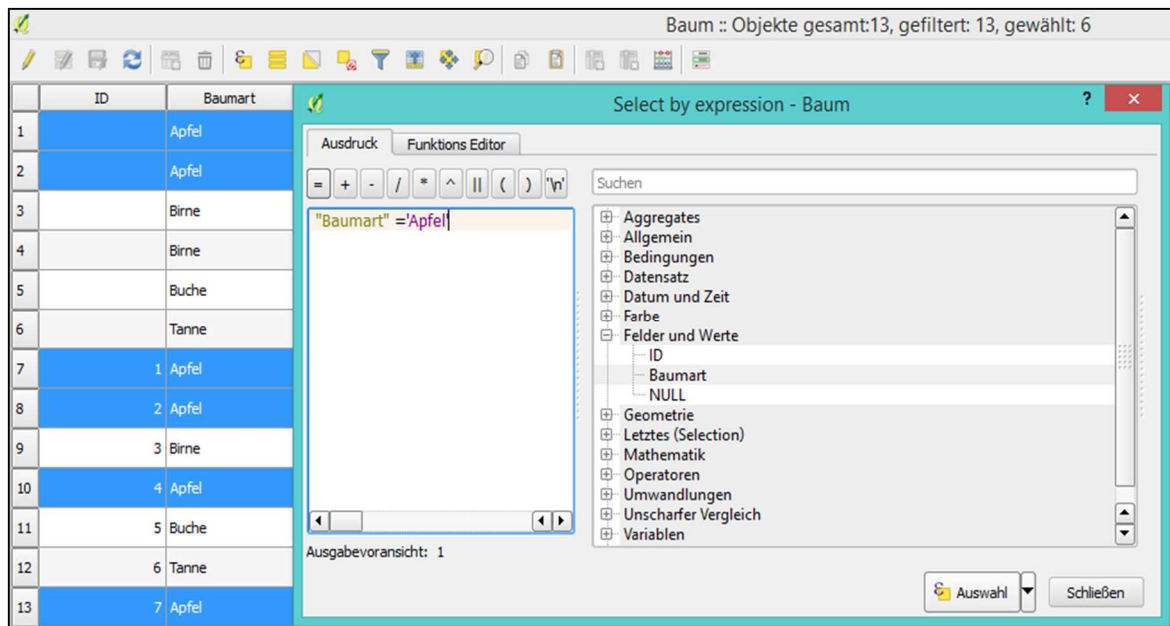 Baum :: Objekte gesamt:13, gefiltert: 13, gewählt: 6
ID Baumart
1 Apfel
2 Apfel
3 Birne
4 Birne
5 Buche
6 Tanne
7 1 Apfel
8 2 Apfel
9 3 Birne
10 4 Apfel
11 5 Buche
12 6 Tanne
13 7 Apfel
Select by expression - Baum ? ×
Ausdruck Funktions Editor
= + - / * ^ || ( ) '\n'
"Baumart" ='Apfel'
Ausgabevoransicht: 1
Suchen
Aggregates
Allgemein
Bedingungen
Datensatz
Datum und Zeit
Farbe
Felder und Werte
ID
Baumart
NULL
Geometrie
Letztes (Selection)
Mathematik
Operatoren
Umwandlungen
Unscharfer Vergleich
Variablen
ε Auswahl Schließen